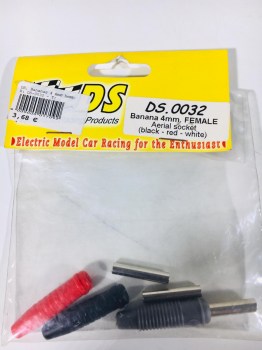 DS
DS.0032
3,68 €
Products
Banana 4mm. FEMALE
Aerial socket
(black - red - white)
Electric Model Car Racing for the Enthusiast